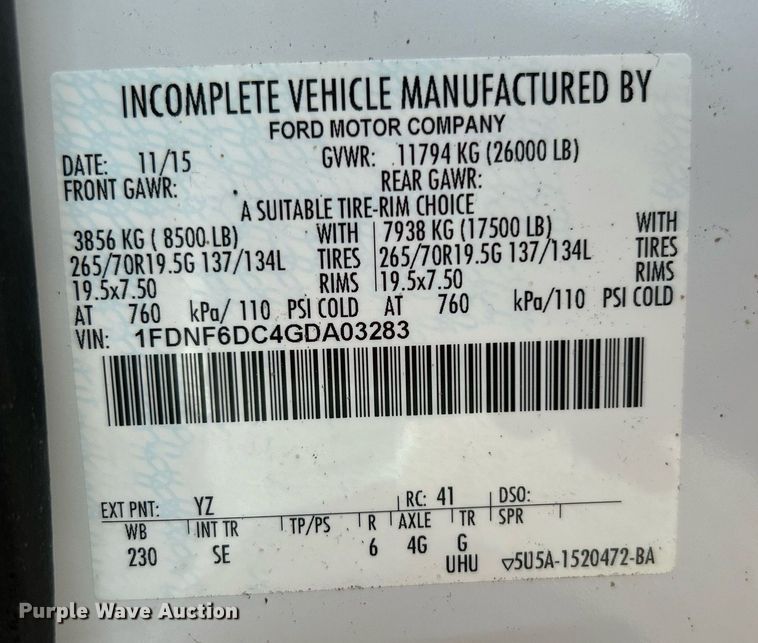 INCOMPLETE VEHICLE MANUFACTURED BY
FORD MOTOR COMPANY
DATE: 11/15 GVWR: 11794 KG (26000 LB)
FRONT GAWR: REAR GAWR:
A SUITABLE TIRE-RIM CHOICE
3856 KG ( 8500 LB) WITH 7938 KG (17500 LB) WITH
265/70R19.5G 137/134L TIRES 265/70R19.5G 137/134L TIRES
19.5x7.50 RIMS 19.5x7.50 RIMS
AT 760 kPa/ 110 PSI COLD AT 760 kPa/110 PSI COLD
VIN: 1FDNF6DC4GDA03283
EXT PNT: YZ RC: 41 DSO:
WB INT TR TP/PS R AXLE TR SPR
230 SE 6 4G G
UHU ▽5U5A-1520472-BA
Purple Wave Auction